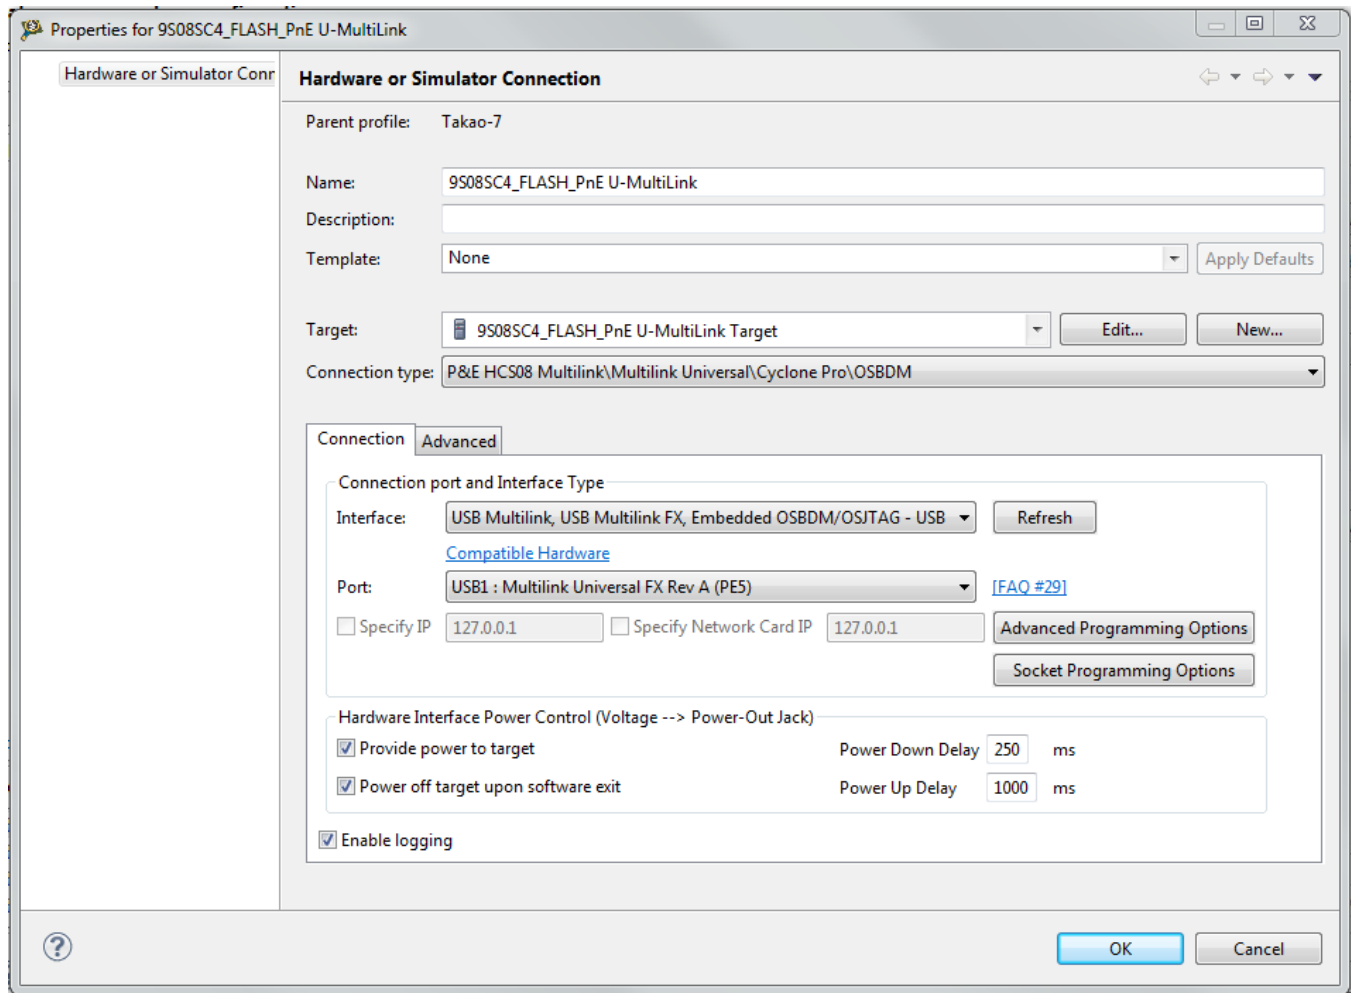 Properties for 9S08SC4_FLASH_PnE U-MultiLink
Hardware or Simulator Conn
Hardware or Simulator Connection
Parent profile: Takao-7
Name: 9S08SC4_FLASH_PnE U-MultiLink
Description:
Template: None Apply Defaults
Target: 9S08SC4_FLASH_PnE U-MultiLink Target Edit... New...
Connection type: P&E HCS08 Multilink\Multilink Universal\Cyclone Pro\OSBDM
Connection Advanced
Connection port and Interface Type
Interface: USB Multilink, USB Multilink FX, Embedded OSBDM/OSJTAG - USB Refresh
Compatible Hardware
Port: USB1 : Multilink Universal FX Rev A (PE5) [FAQ #29]
Specify IP 127.0.0.1 Specify Network Card IP 127.0.0.1 Advanced Programming Options
Socket Programming Options
Hardware Interface Power Control (Voltage --> Power-Out Jack)
Provide power to target Power Down Delay 250 ms
Power off target upon software exit Power Up Delay 1000 ms
Enable logging
OK Cancel